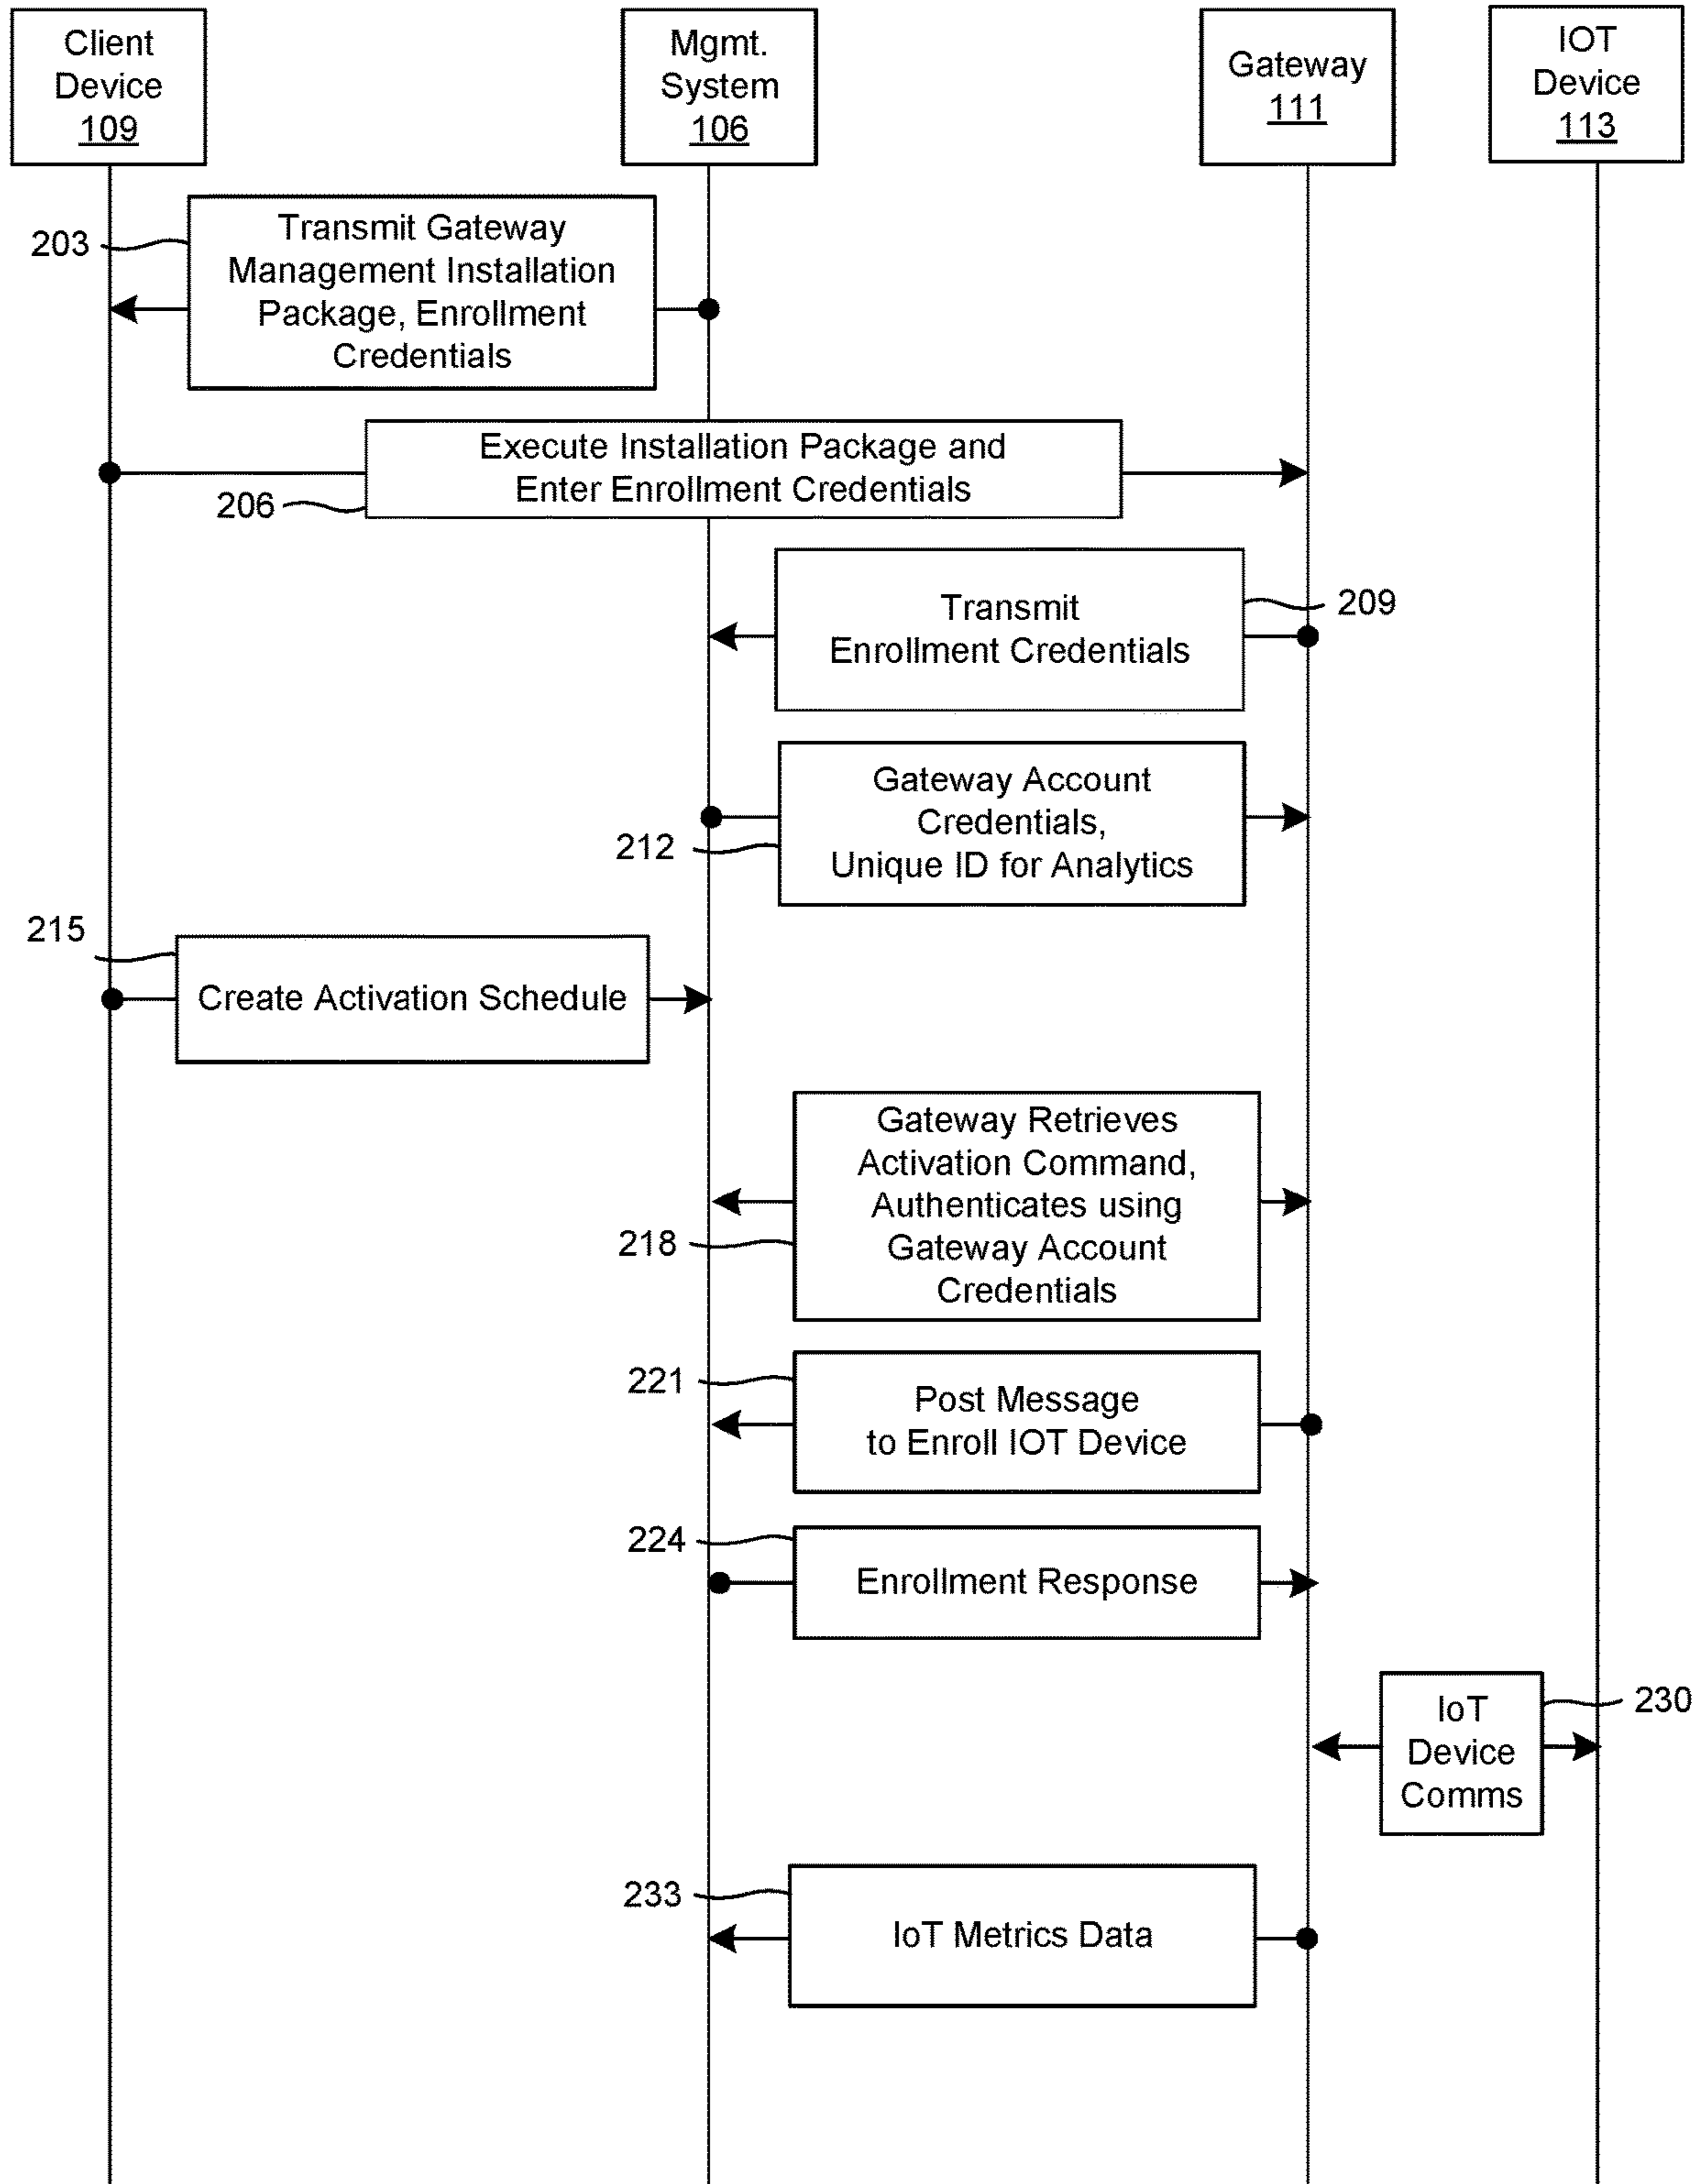 Client
Device
109
Mgmt.
System
106
Gateway
111
IOT
Device
113
203
Transmit Gateway
Management Installation
Package, Enrollment
Credentials
Execute Installation Package and
Enter Enrollment Credentials
206
Transmit
Enrollment Credentials
209
Gateway Account
Credentials,
Unique ID for Analytics
212
215
Create Activation Schedule
Gateway Retrieves
Activation Command,
Authenticates using
Gateway Account
Credentials
218
221
Post Message
to Enroll IOT Device
224
Enrollment Response
IoT
Device
Comms
230
233
IoT Metrics Data